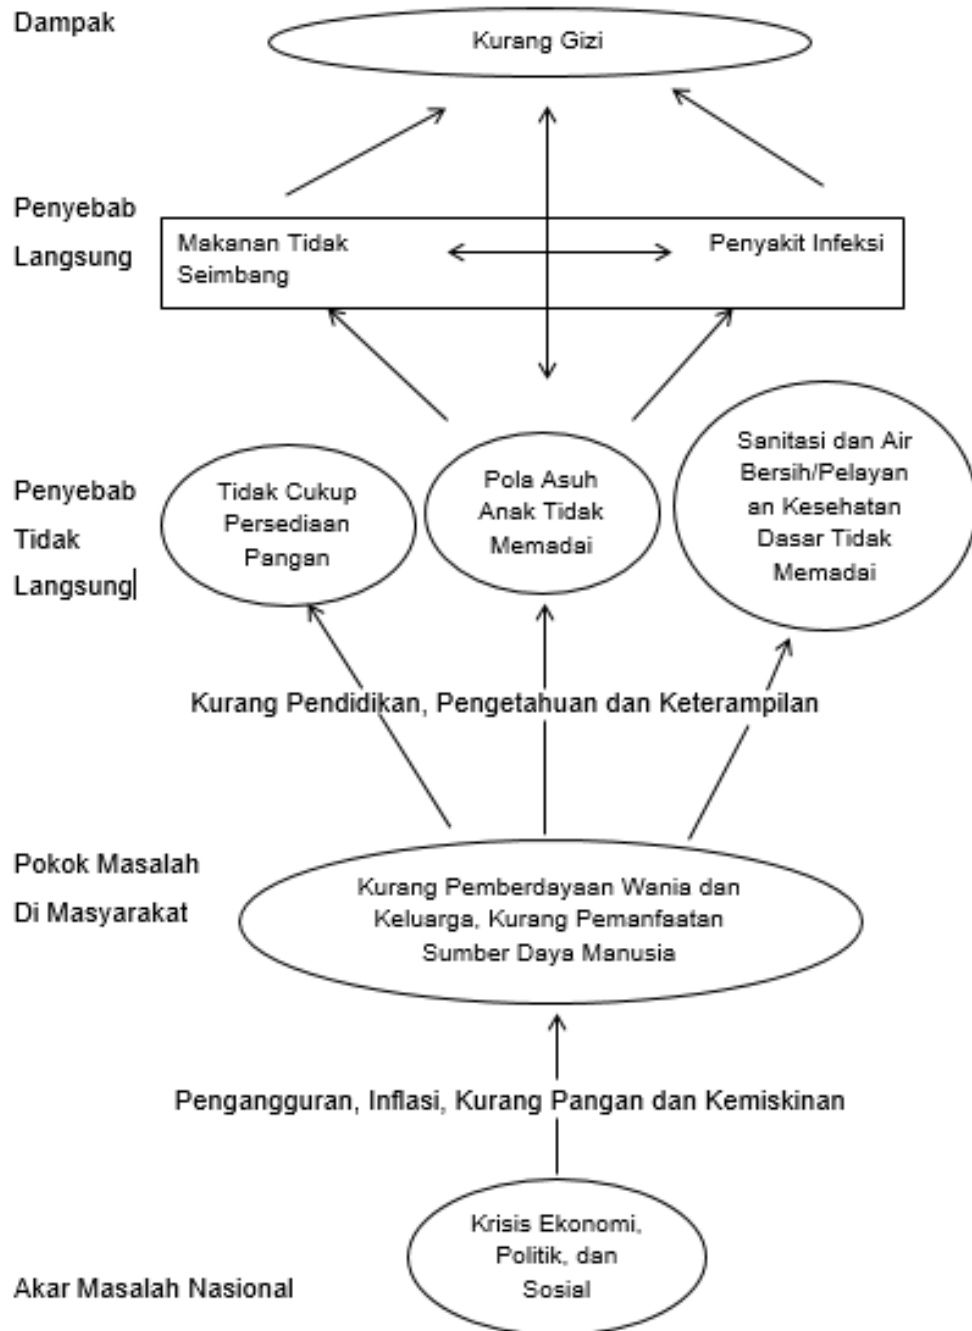 Dampak
Kurang Gizi
Penyebab
Langsung
Makanan Tidak
Seimbang
Penyakit Infeksi
Penyebab
Tidak
Langsung
Tidak Cukup
Persediaan
Pangan
Pola Asuh
Anak Tidak
Memadai
Sanitasi dan Air
Bersih/Pelayan
an Kesehatan
Dasar Tidak
Memadai
Kurang Pendidikan, Pengetahuan dan Keterampilan
Pokok Masalah
Di Masyarakat
Kurang Pemberdayaan Wania dan
Keluarga, Kurang Pemanfaatan
Sumber Daya Manusia
Pengangguran, Inflasi, Kurang Pangan dan Kemiskinan
Krisis Ekonomi,
Politik, dan
Sosial
Akar Masalah Nasional